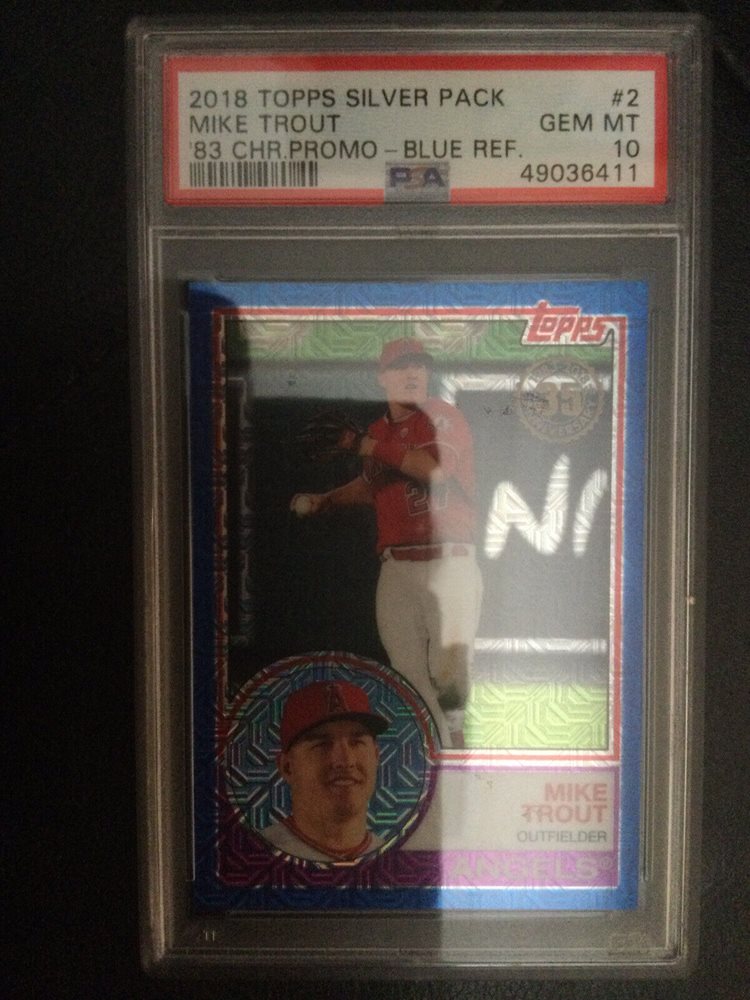 2018 TOPPS SILVER PACK #2
MIKE TROUT GEM MT
'83 CHR.PROMO - BLUE REF. 10
PSA 49036411
Topps
35
A
MIKE
TROUT
OUTFIELDER
ANGELS